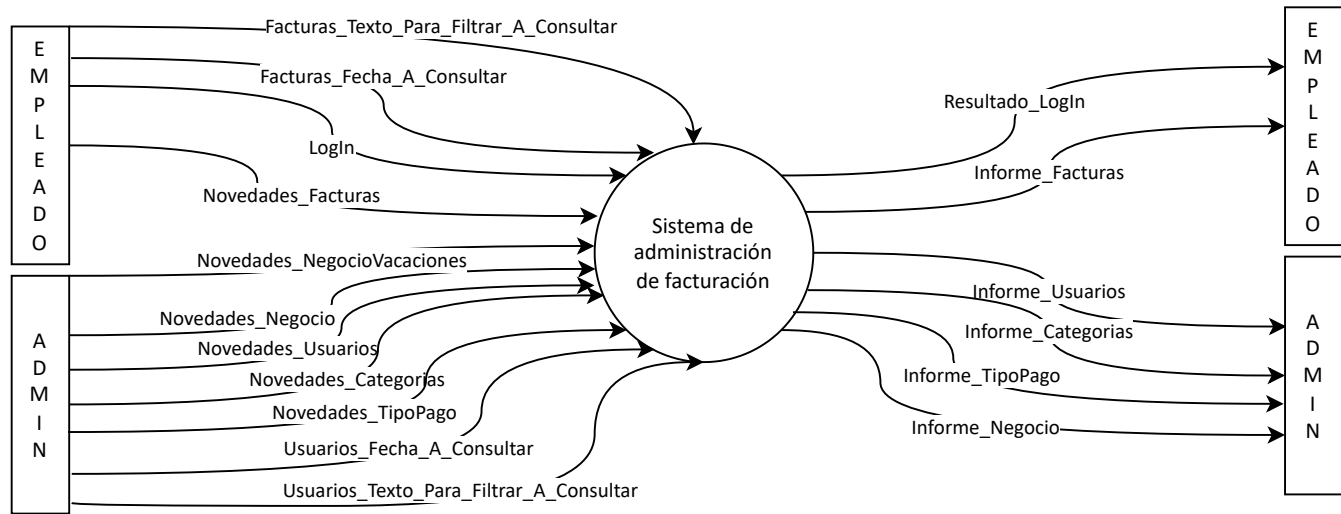 E
M
P
L
E
A
D
O
Facturas_Texto_Para_Filtrar_A_Consultar
Facturas_Fecha_A_Consultar
LogIn
Novedades_Facturas
A
D
M
I
N
Novedades_NegocioVacaciones
Novedades_Negocio
Novedades_Usuarios
Novedades_Categorias
Novedades_TipoPago
Usuarios_Fecha_A_Consultar
Usuarios_Texto_Para_Filtrar_A_Consultar
Sistema de
administración
de facturación
Resultado_LogIn
Informe_Facturas
E
M
P
L
E
A
D
O
Informe_Usuarios
Informe_Categorias
Informe_TipoPago
Informe_Negocio
A
D
M
I
N